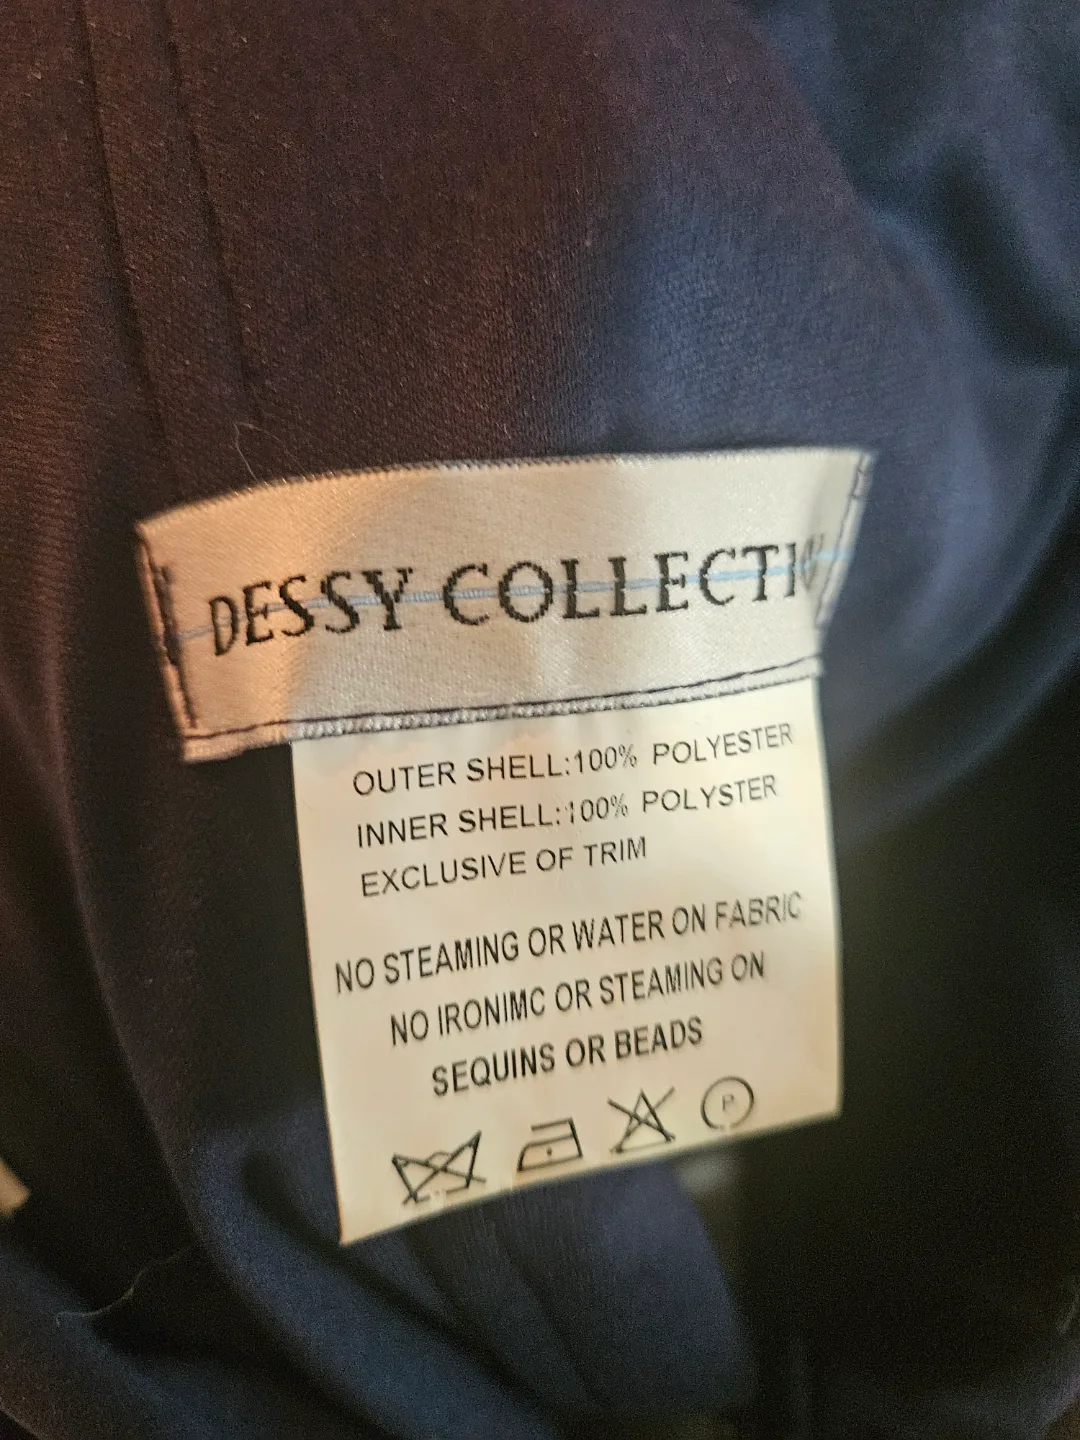 DESSY COLLECTIO
OUTER SHELL:100% POLYESTER
INNER SHELL:100% POLYSTER
EXCLUSIVE OF TRIM
NO STEAMING OR WATER ON FABRIC
NO IRONIMC OR STEAMING ON
SEQUINS OR BEADS
P